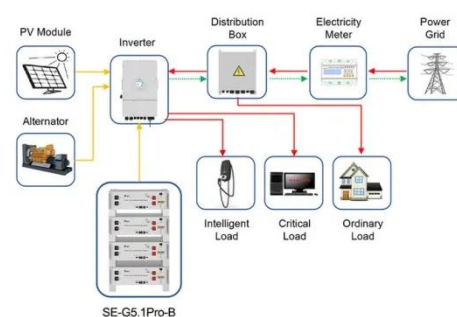 PV Module
Inverter
Distribution
Box
Electricity
Meter
Power
Grid
Alternator
Intelligent
Load
Critical
Load
Ordinary
Load
SE-G5.1Pro-B